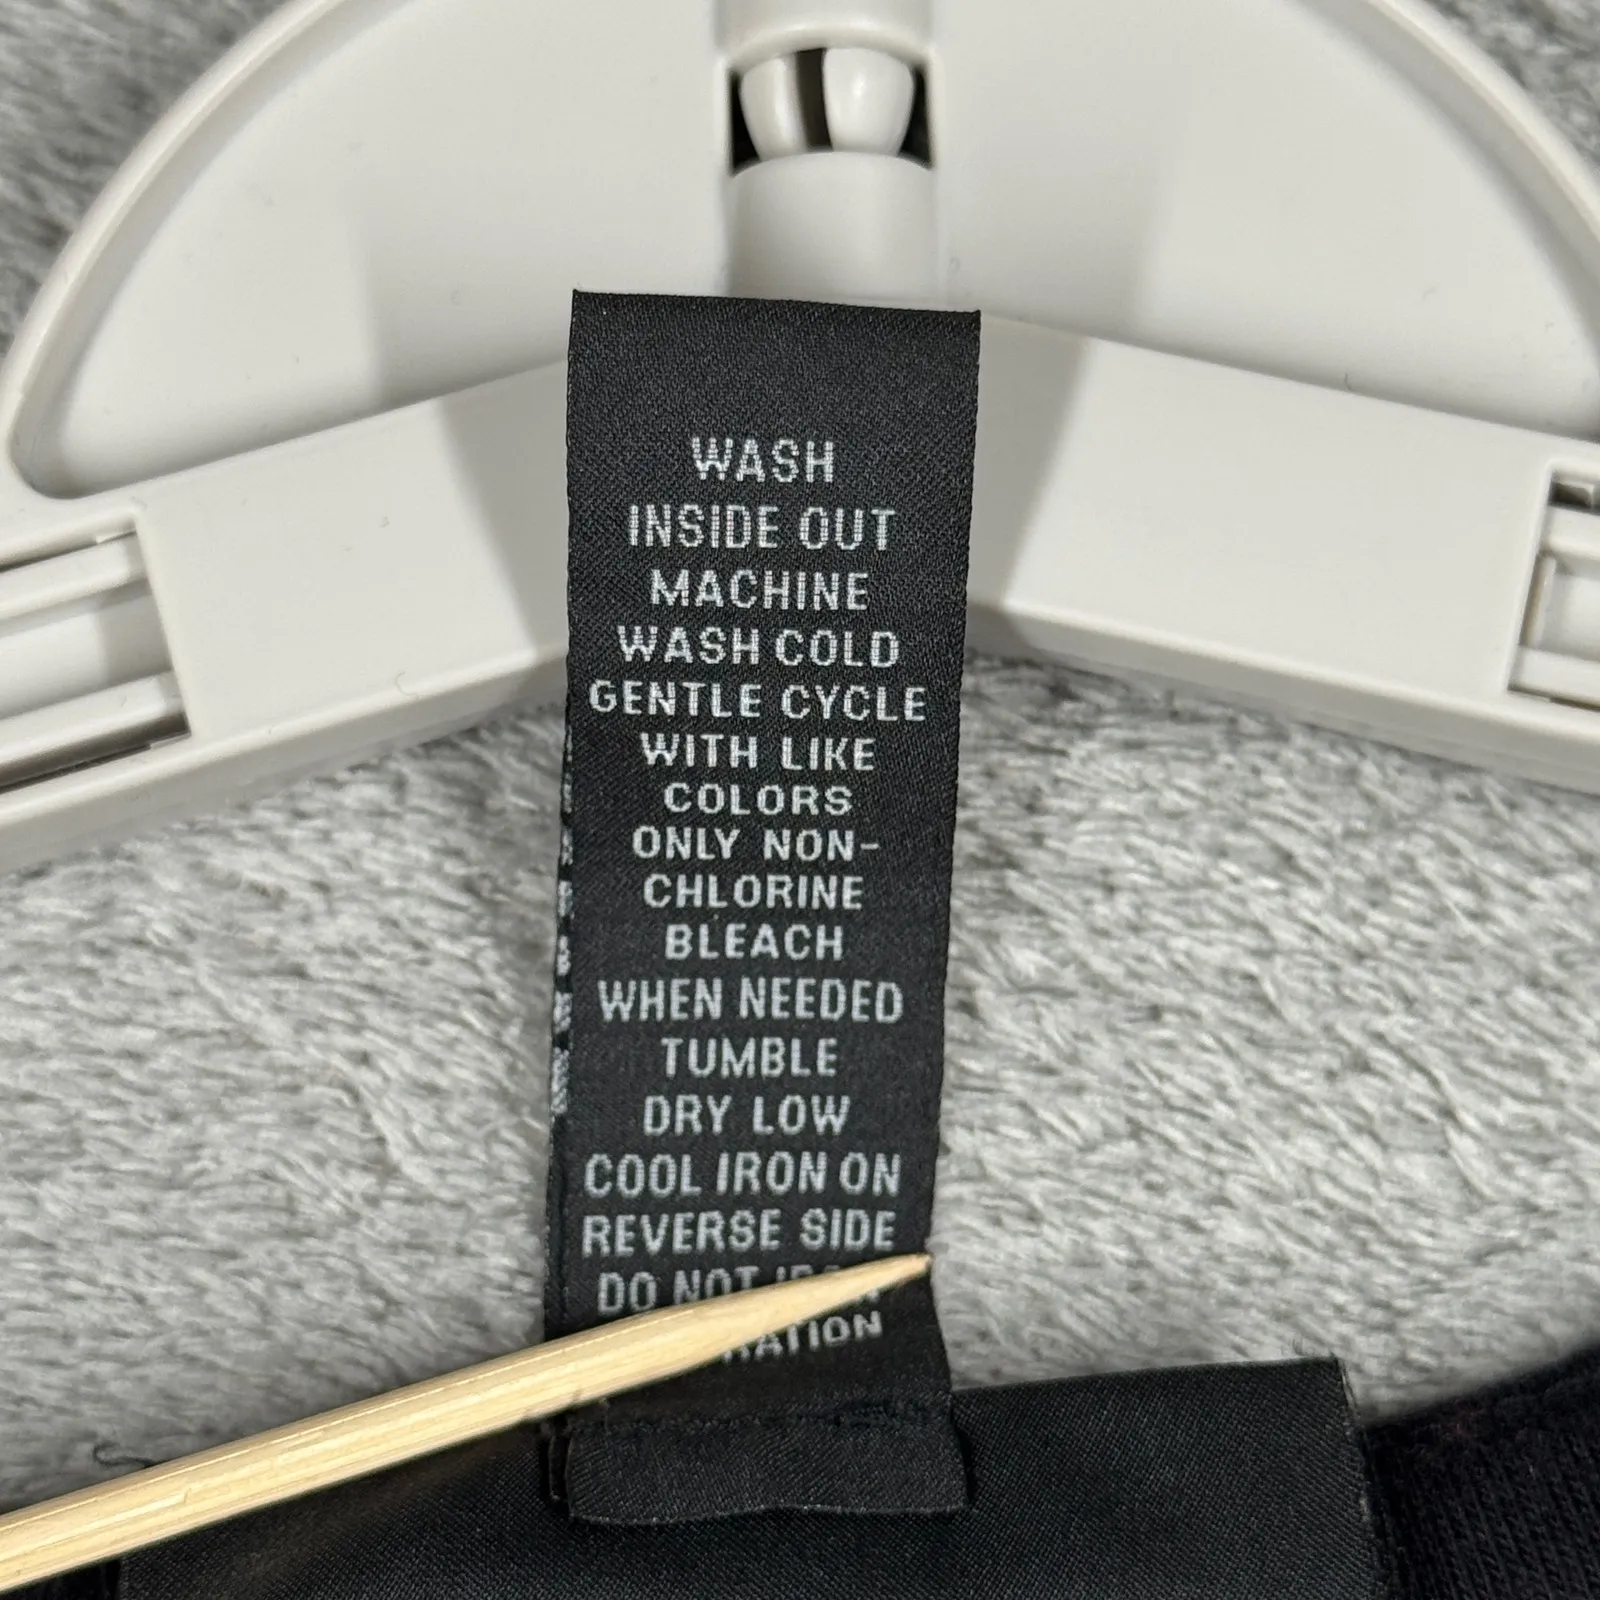 WASH
INSIDE OUT
MACHINE
WASH COLD
GENTLE CYCLE
WITH LIKE
COLORS
ONLY NON-
CHLORINE
BLEACH
WHEN NEEDED
TUMBLE
DRY LOW
COOL IRON ON
REVERSE SIDE
DO NOT